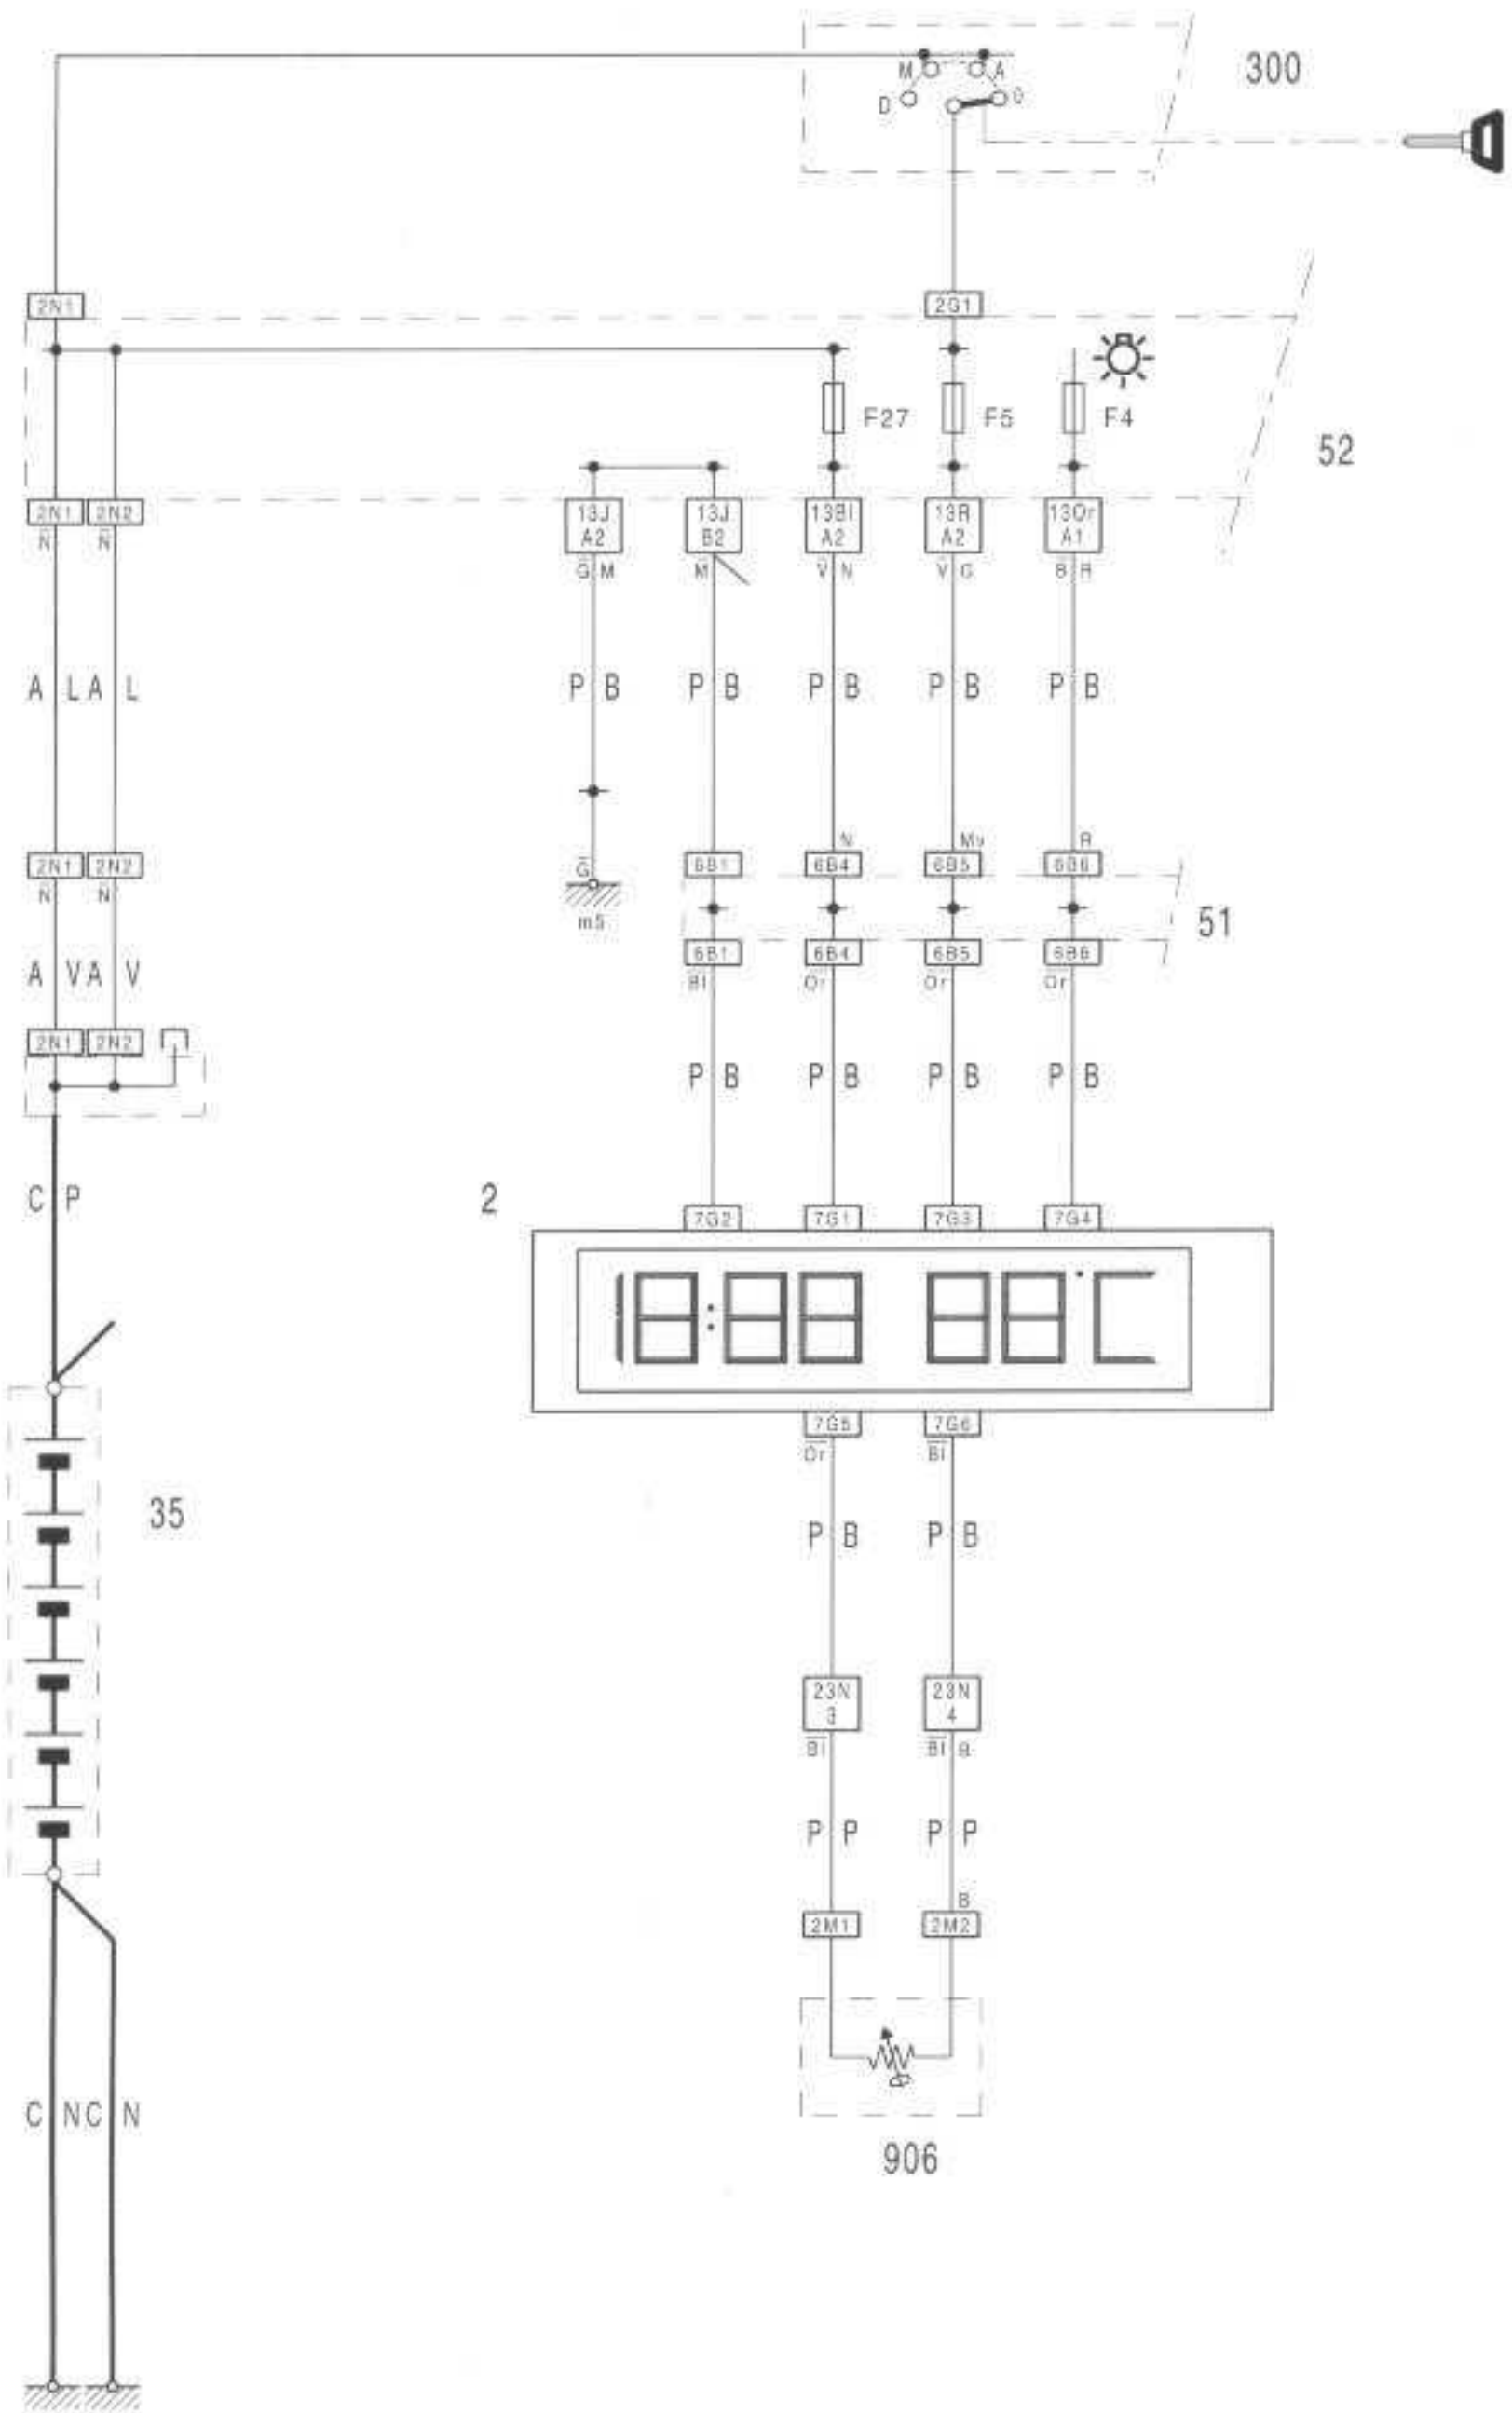 300
M A
D 0
2N1 2G1
F27 F5 F4
52
2N1 2N2 13J A2 13J B2 13Bl A2 13R A2 13Or A1
N N G M M V N V G B R
A L A L P B P B P B P B P B
N Mv R
2N1 2N2 6B1 6B4 6B5 6B6
N N G
m5
51
6B1 6B4 6B5 6B6
Bl Or Or Or
A V A V
2N1 2N2
P B P B P B P B
C P
2
7G2 7G1 7G3 7G4
18:88 88°C
7G5 7G6
Or Bl
35
P B P B
23N 3 23N 4
Bl Bl B
P P P P
B
2M1 2M2
C N C N
906